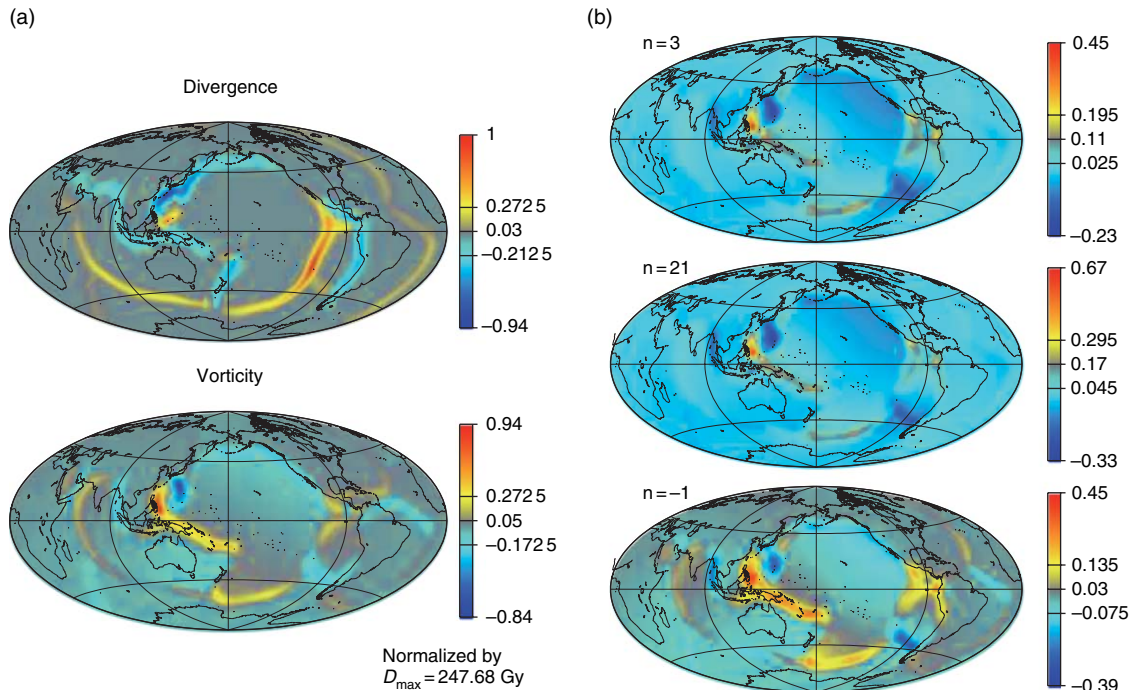 (a)
Divergence
1
0.272 5
0.03
−0.212 5
−0.94
Vorticity
0.94
0.272 5
0.05
−0.172 5
−0.84
Normalized by
Dmax = 247.68 Gy
(b)
n = 3
0.45
0.195
0.11
0.025
−0.23
n = 21
0.67
0.295
0.17
0.045
−0.33
n = −1
0.45
0.135
0.03
−0.075
−0.39